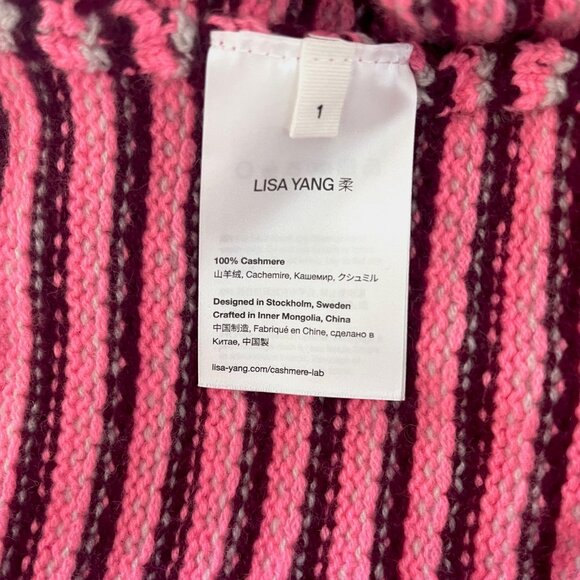 1
LISA YANG 柔
100% Cashmere
山羊绒, Cachemire, Кашемир, クシュミル
Designed in Stockholm, Sweden
Crafted in Inner Mongolia, China
中国制造, Fabriqué en Chine, сделано в
Китае, 中国製
lisa-yang.com/cashmere-lab